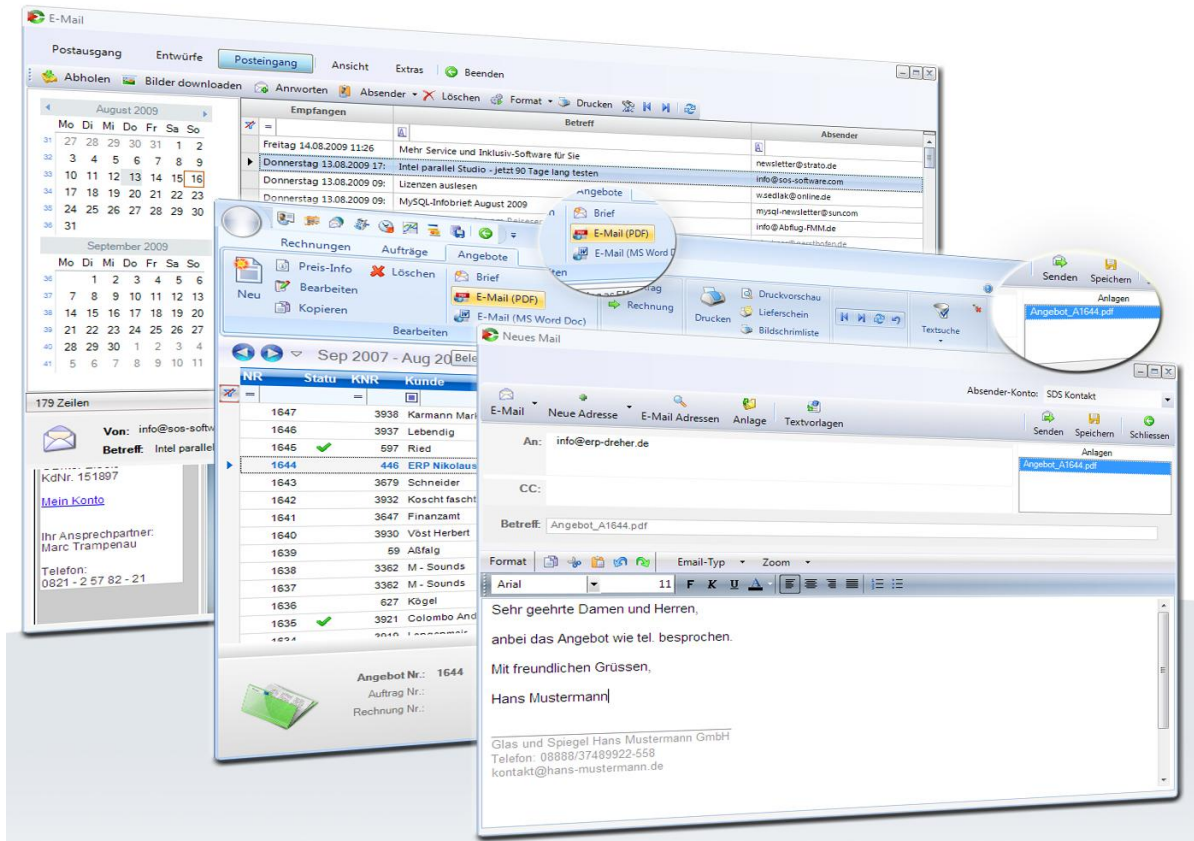 E-Mail
Postausgang Entwürfe Posteingang Ansicht Extras Beenden
Abholen Bilder downloaden Anrworten Absender Löschen Format Drucken
August 2009
Mo Di Mi Do Fr Sa So
31 27 28 29 30 31 1 2
32 3 4 5 6 7 8 9
33 10 11 12 13 14 15 16
34 17 18 19 20 21 22 23
35 24 25 26 27 28 29 30
36 31
September 2009
Mo Di Mi Do Fr Sa So
36 1 2 3 4 5 6
37 7 8 9 10 11 12 13
38 14 15 16 17 18 19 20
39 21 22 23 24 25 26 27
40 28 29 30 1 2 3 4
41 5 6 7 8 9 10 11
Empfangen Betreff Absender
=
Freitag 14.08.2009 11:26 Mehr Service und Inklusiv-Software für Sie newsletter@strato.de
Donnerstag 13.08.2009 17: Intel parallel Studio - jetzt 90 Tage lang testen info@sos-software.com
Donnerstag 13.08.2009 09: Lizenzen auslesen w.sedlak@online.de
Donnerstag 13.08.2009 09: MySQL-Infobrief: August 2009 mysql-newsletter@sun.com
info@Abflug-FMM.de
179 Zeilen
Von: info@sos-softw
Betreff: Intel parallel
KdNr. 151897
Mein Konto
Ihr Ansprechpartner:
Marc Trampenau
Telefon:
0821 - 2 57 82 - 21
Angebote
Brief
E-Mail (PDF)
E-Mail (MS Word D
Rechnungen Aufträge Angebote
Neu
Preis-Info Löschen
Bearbeiten
Kopieren
Brief
E-Mail (PDF)
E-Mail (MS Word Doc)
Bearbeiten
Rechnung
Drucken
Druckvorschau
Lieferschein
Bildschrimliste
Textsuche
Senden Speichern
Anlagen
Angebot_A1644.pdf
Sep 2007 - Aug 20 Bele
NR Statu KNR Kunde
= =
1647 3938 Karmann Mark
1646 3937 Lebendig
1645 597 Ried
1644 446 ERP Nikolaus
1643 3679 Schneider
1642 3932 Koscht fascht
1641 3647 Finanzamt
1640 3930 Vöst Herbert
1639 59 Aßfalg
1638 3362 M - Sounds
1637 3362 M - Sounds
1636 627 Kögel
1635 3921 Colombo And
1634
Angebot Nr.: 1644
Auftrag Nr.:
Rechnung Nr.:
Neues Mail
Absender-Konto: SDS Kontakt
E-Mail Neue Adresse E-Mail Adressen Anlage Textvorlagen
Senden Speichern Schliessen
An: info@erp-dreher.de
Anlagen
Angebot_A1644.pdf
CC:
Betreff: Angebot_A1644.pdf
Format Email-Typ Zoom
Arial 11 F K U A
Sehr geehrte Damen und Herren,
anbei das Angebot wie tel. besprochen.
Mit freundlichen Grüssen,
Hans Mustermann
Glas und Spiegel Hans Mustermann GmbH
Telefon: 08888/37489922-558
kontakt@hans-mustermann.de